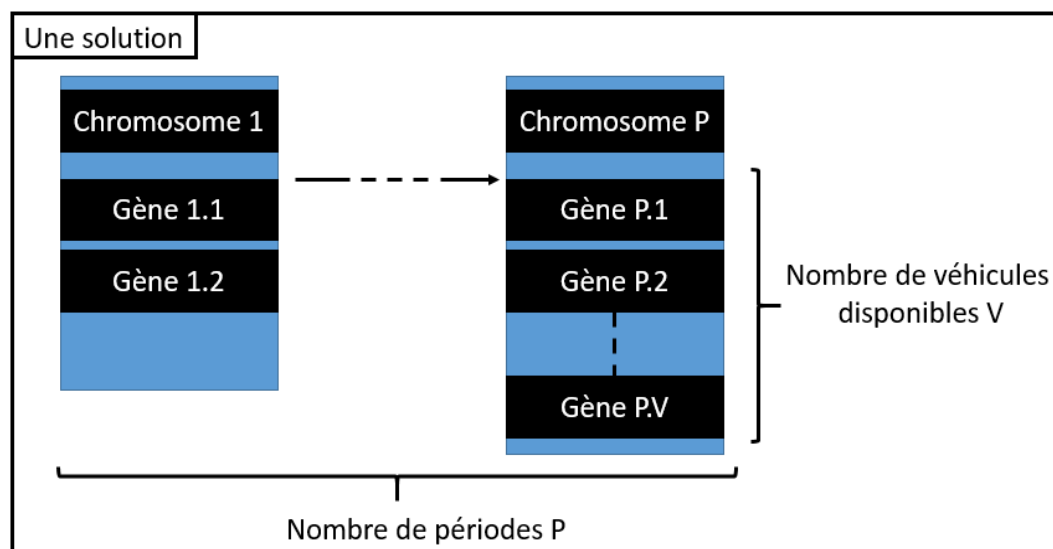 Une solution
Chromosome 1
Gène 1.1
Gène 1.2
Chromosome P
Gène P.1
Gène P.2
Gène P.V
Nombre de véhicules
disponibles V
Nombre de périodes P